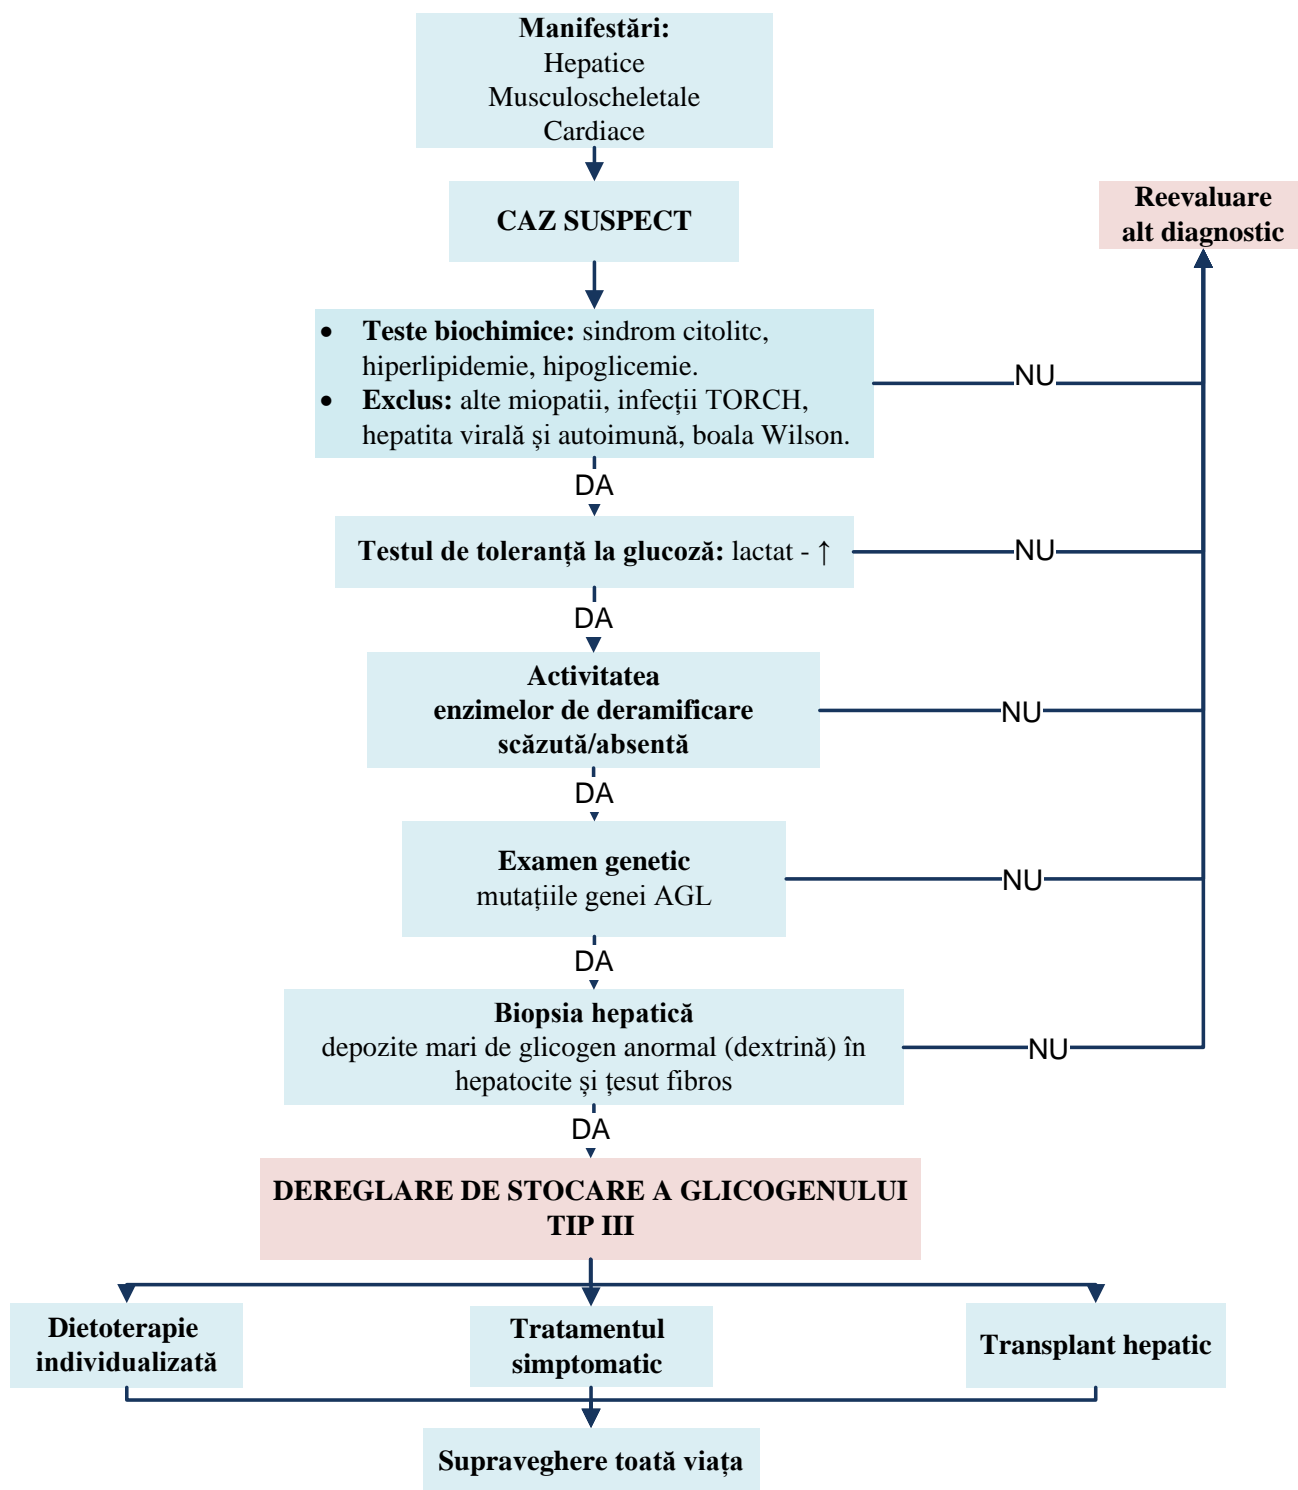 Manifestări:
Hepatice
Musculoscheletale
Cardiace
CAZ SUSPECT
Reevaluare
alt diagnostic
• Teste biochimice: sindrom citolitc,
hiperlipidemie, hipoglicemie.
• Exclus: alte miopatii, infecții TORCH,
hepatita virală și autoimună, boala Wilson.
NU
DA
Testul de toleranță la glucoză: lactat - ↑
NU
DA
Activitatea
enzimelor de deramificare
scăzută/absentă
NU
DA
Examen genetic
mutațiile genei AGL
NU
DA
Biopsia hepatică
depozite mari de glicogen anormal (dextrină) în
hepatocite și țesut fibros
NU
DA
DEREGLARE DE STOCARE A GLICOGENULUI
TIP III
Dietoterapie
individualizată
Tratamentul
simptomatic
Transplant hepatic
Supraveghere toată viața